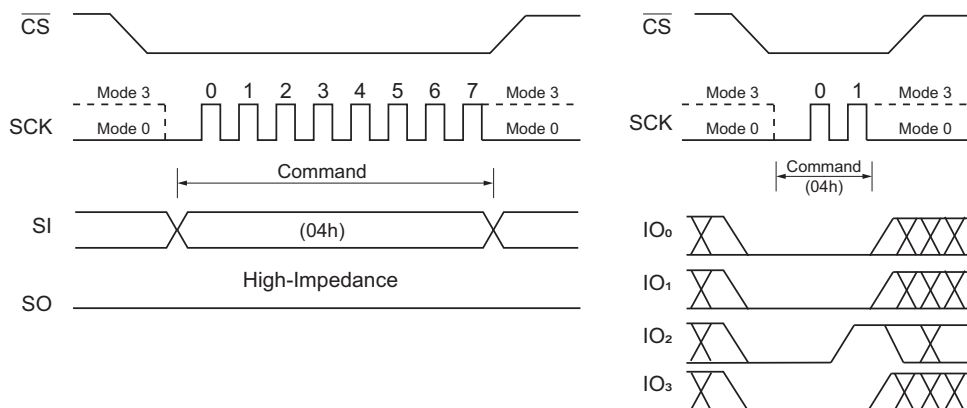 CS
Mode 3
0 1 2 3 4 5 6 7
Mode 3
SCK
Mode 0
Mode 0
Command
SI
(04h)
High-Impedance
SO
CS
Mode 3
0 1
Mode 3
SCK
Mode 0
Mode 0
Command
(04h)
IO₀
IO₁
IO₂
IO₃